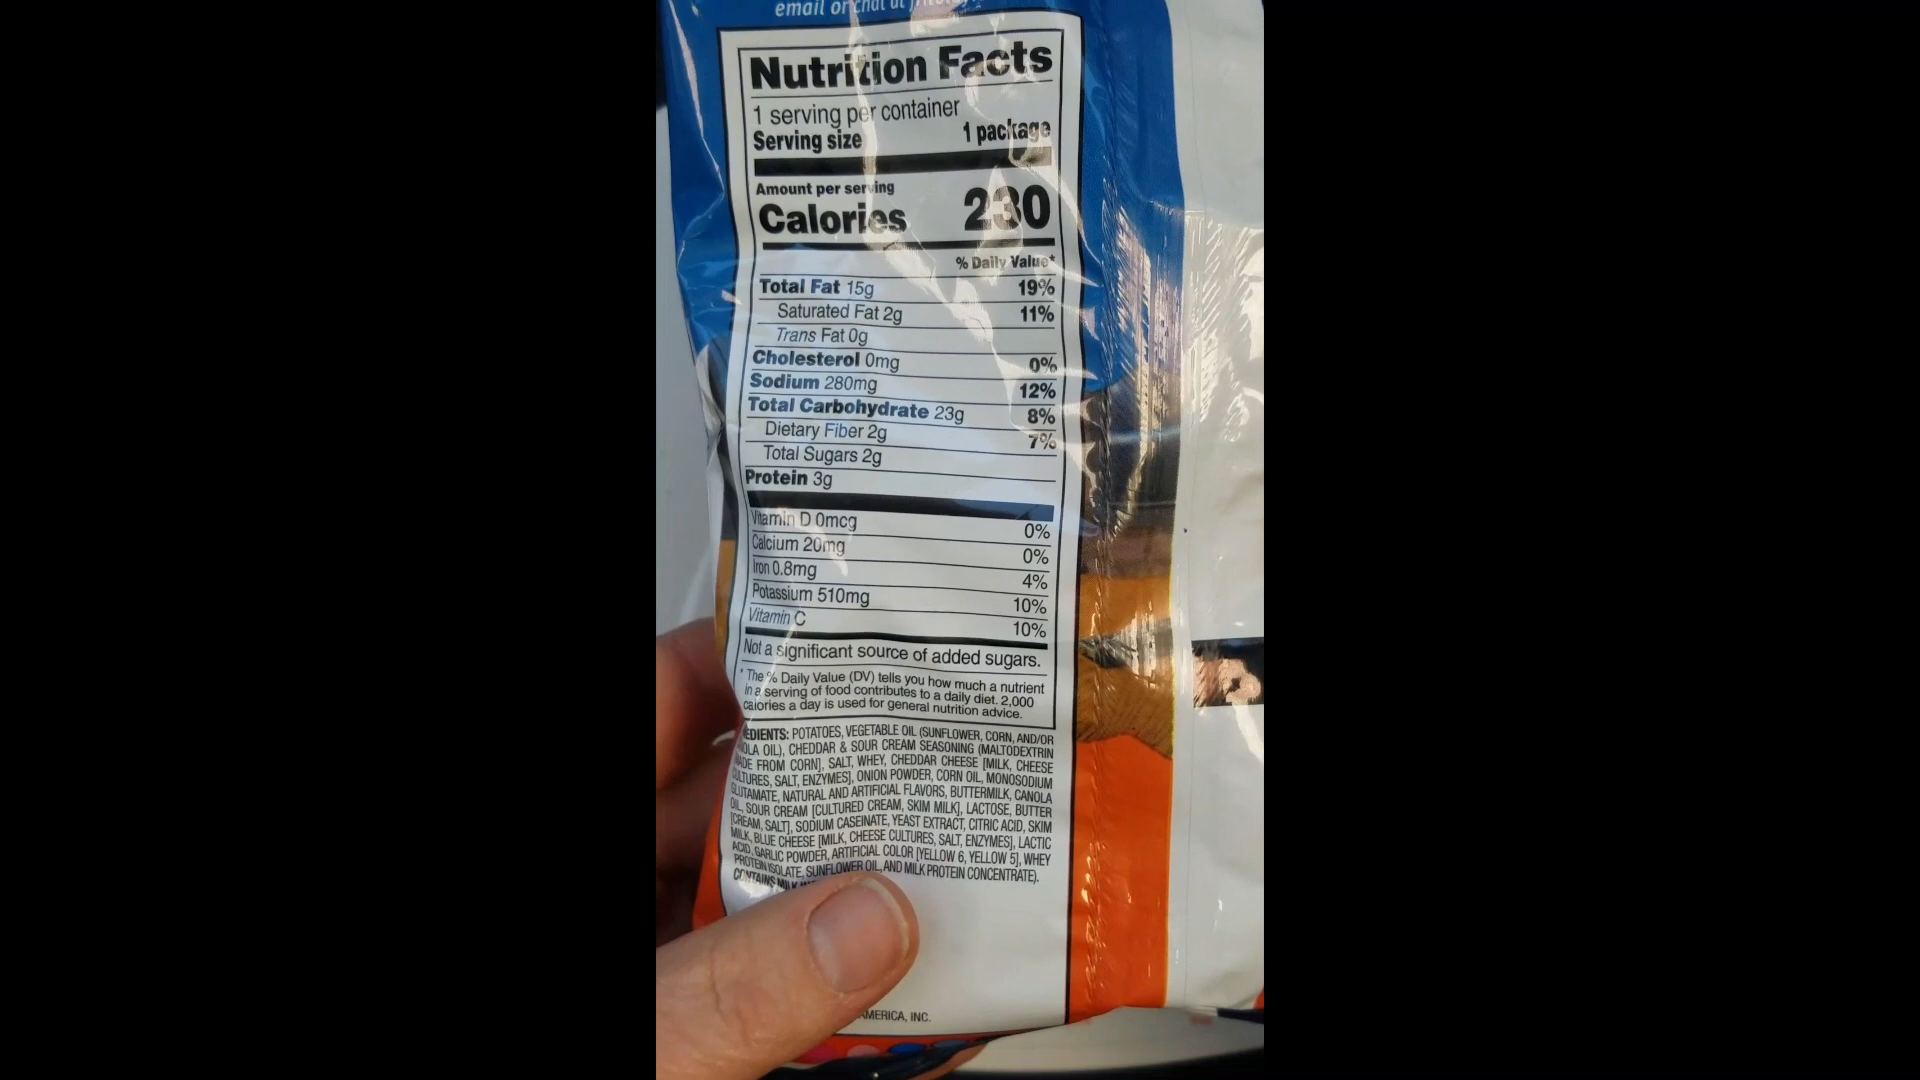 email or chat at
Nutrition Facts
1 serving per container
Serving size 1 package
Amount per serving
Calories 230
% Daily Value*
Total Fat 15g 19%
Saturated Fat 2g 11%
Trans Fat 0g
Cholesterol 0mg 0%
Sodium 280mg 12%
Total Carbohydrate 23g 8%
Dietary Fiber 2g 7%
Total Sugars 2g
Protein 3g
Vitamin D 0mcg 0%
Calcium 20mg 0%
Iron 0.8mg 4%
Potassium 510mg 10%
Vitamin C 10%
Not a significant source of added sugars.
* The % Daily Value (DV) tells you how much a nutrient
in a serving of food contributes to a daily diet. 2,000
calories a day is used for general nutrition advice.
EDIENTS: POTATOES, VEGETABLE OIL (SUNFLOWER, CORN, AND/OR
OLA OIL), CHEDDAR & SOUR CREAM SEASONING (MALTODEXTRIN
ADE FROM CORN], SALT, WHEY, CHEDDAR CHEESE [MILK, CHEESE
ULTURES, SALT, ENZYMES], ONION POWDER, CORN OIL, MONOSODIUM
GLUTAMATE, NATURAL AND ARTIFICIAL FLAVORS, BUTTERMILK, CANOLA
OIL, SOUR CREAM [CULTURED CREAM, SKIM MILK], LACTOSE, BUTTER
[CREAM, SALT], SODIUM CASEINATE, YEAST EXTRACT, CITRIC ACID, SKIM
MILK, BLUE CHEESE [MILK, CHEESE CULTURES, SALT, ENZYMES], LACTIC
ACID, GARLIC POWDER, ARTIFICIAL COLOR [YELLOW 6, YELLOW 5], WHEY
PROTEIN ISOLATE, SUNFLOWER OIL, AND MILK PROTEIN CONCENTRATE).
CONTAINS MILK
AMERICA, INC.